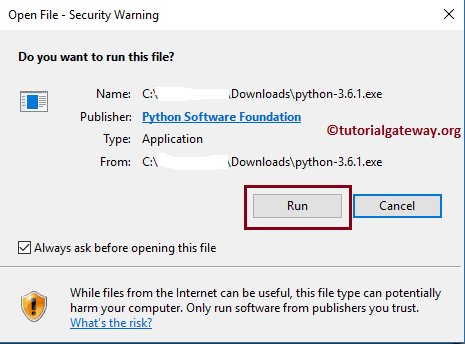 Open File - Security Warning
Do you want to run this file?
Name: C:\ \Downloads\python-3.6.1.exe
Publisher: Python Software Foundation
©tutorialgateway.org
Type: Application
From: C:\ \Downloads\python-3.6.1.exe
Run Cancel
Always ask before opening this file
While files from the Internet can be useful, this file type can potentially
harm your computer. Only run software from publishers you trust.
What's the risk?